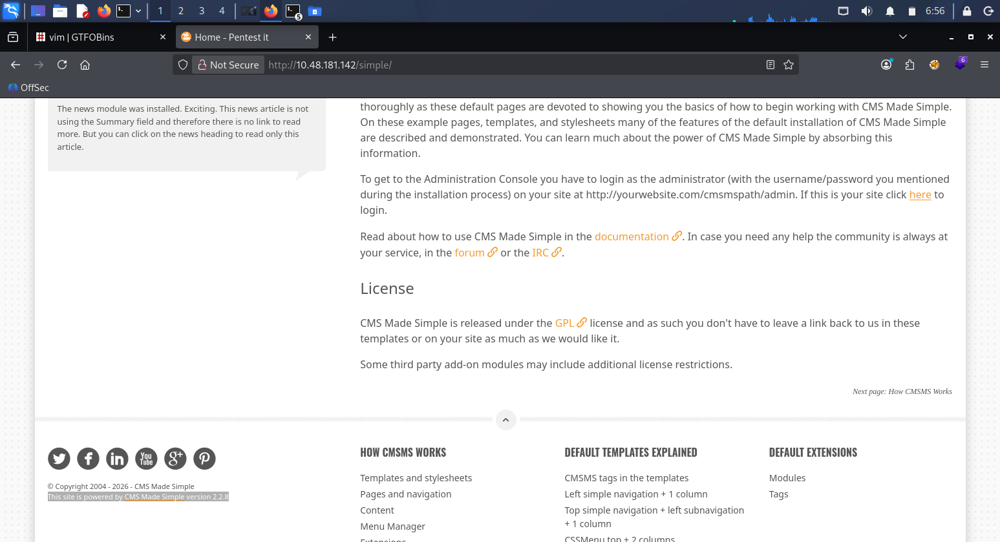 1 2 3 4
5
6:56
vim | GTFOBins
Home - Pentest it
Not Secure
http://10.48.181.142/simple/
6
OffSec
The news module was installed. Exciting. This news article is not
using the Summary field and therefore there is no link to read
more. But you can click on the news heading to read only this
article.
thoroughly as these default pages are devoted to showing you the basics of how to begin working with CMS Made Simple.
On these example pages, templates, and stylesheets many of the features of the default installation of CMS Made Simple
are described and demonstrated. You can learn much about the power of CMS Made Simple by absorbing this
information.
To get to the Administration Console you have to login as the administrator (with the username/password you mentioned
during the installation process) on your site at http://yourwebsite.com/cmsmspath/admin. If this is your site click here to
login.
Read about how to use CMS Made Simple in the documentation. In case you need any help the community is always at
your service, in the forum or the IRC.
License
CMS Made Simple is released under the GPL license and as such you don't have to leave a link back to us in these
templates or on your site as much as we would like it.
Some third party add-on modules may include additional license restrictions.
Next page: How CMSMS Works
You Tube
g+
© Copyright 2004 - 2026 - CMS Made Simple
This site is powered by CMS Made Simple version 2.2.8
HOW CMSMS WORKS
Templates and stylesheets
Pages and navigation
Content
Menu Manager
Extensions
DEFAULT TEMPLATES EXPLAINED
CMSMS tags in the templates
Left simple navigation + 1 column
Top simple navigation + left subnavigation
+ 1 column
CSSMenu top + 2 columns
DEFAULT EXTENSIONS
Modules
Tags